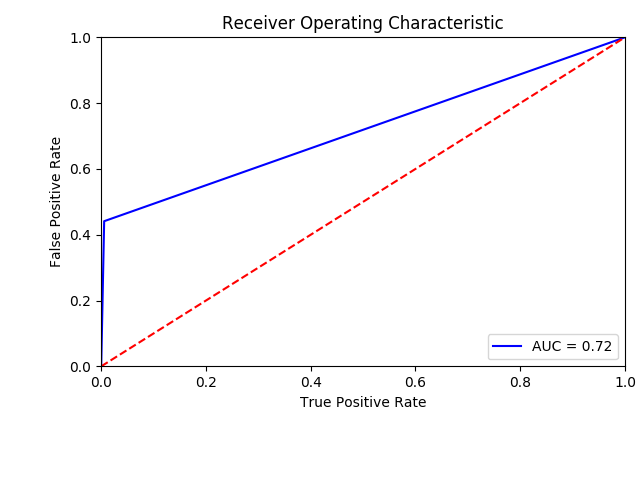 Receiver Operating Characteristic
1.0
0.8
0.6
0.4
0.2
0.0
False Positive Rate
AUC = 0.72
0.0 0.2 0.4 0.6 0.8 1.0
True Positive Rate